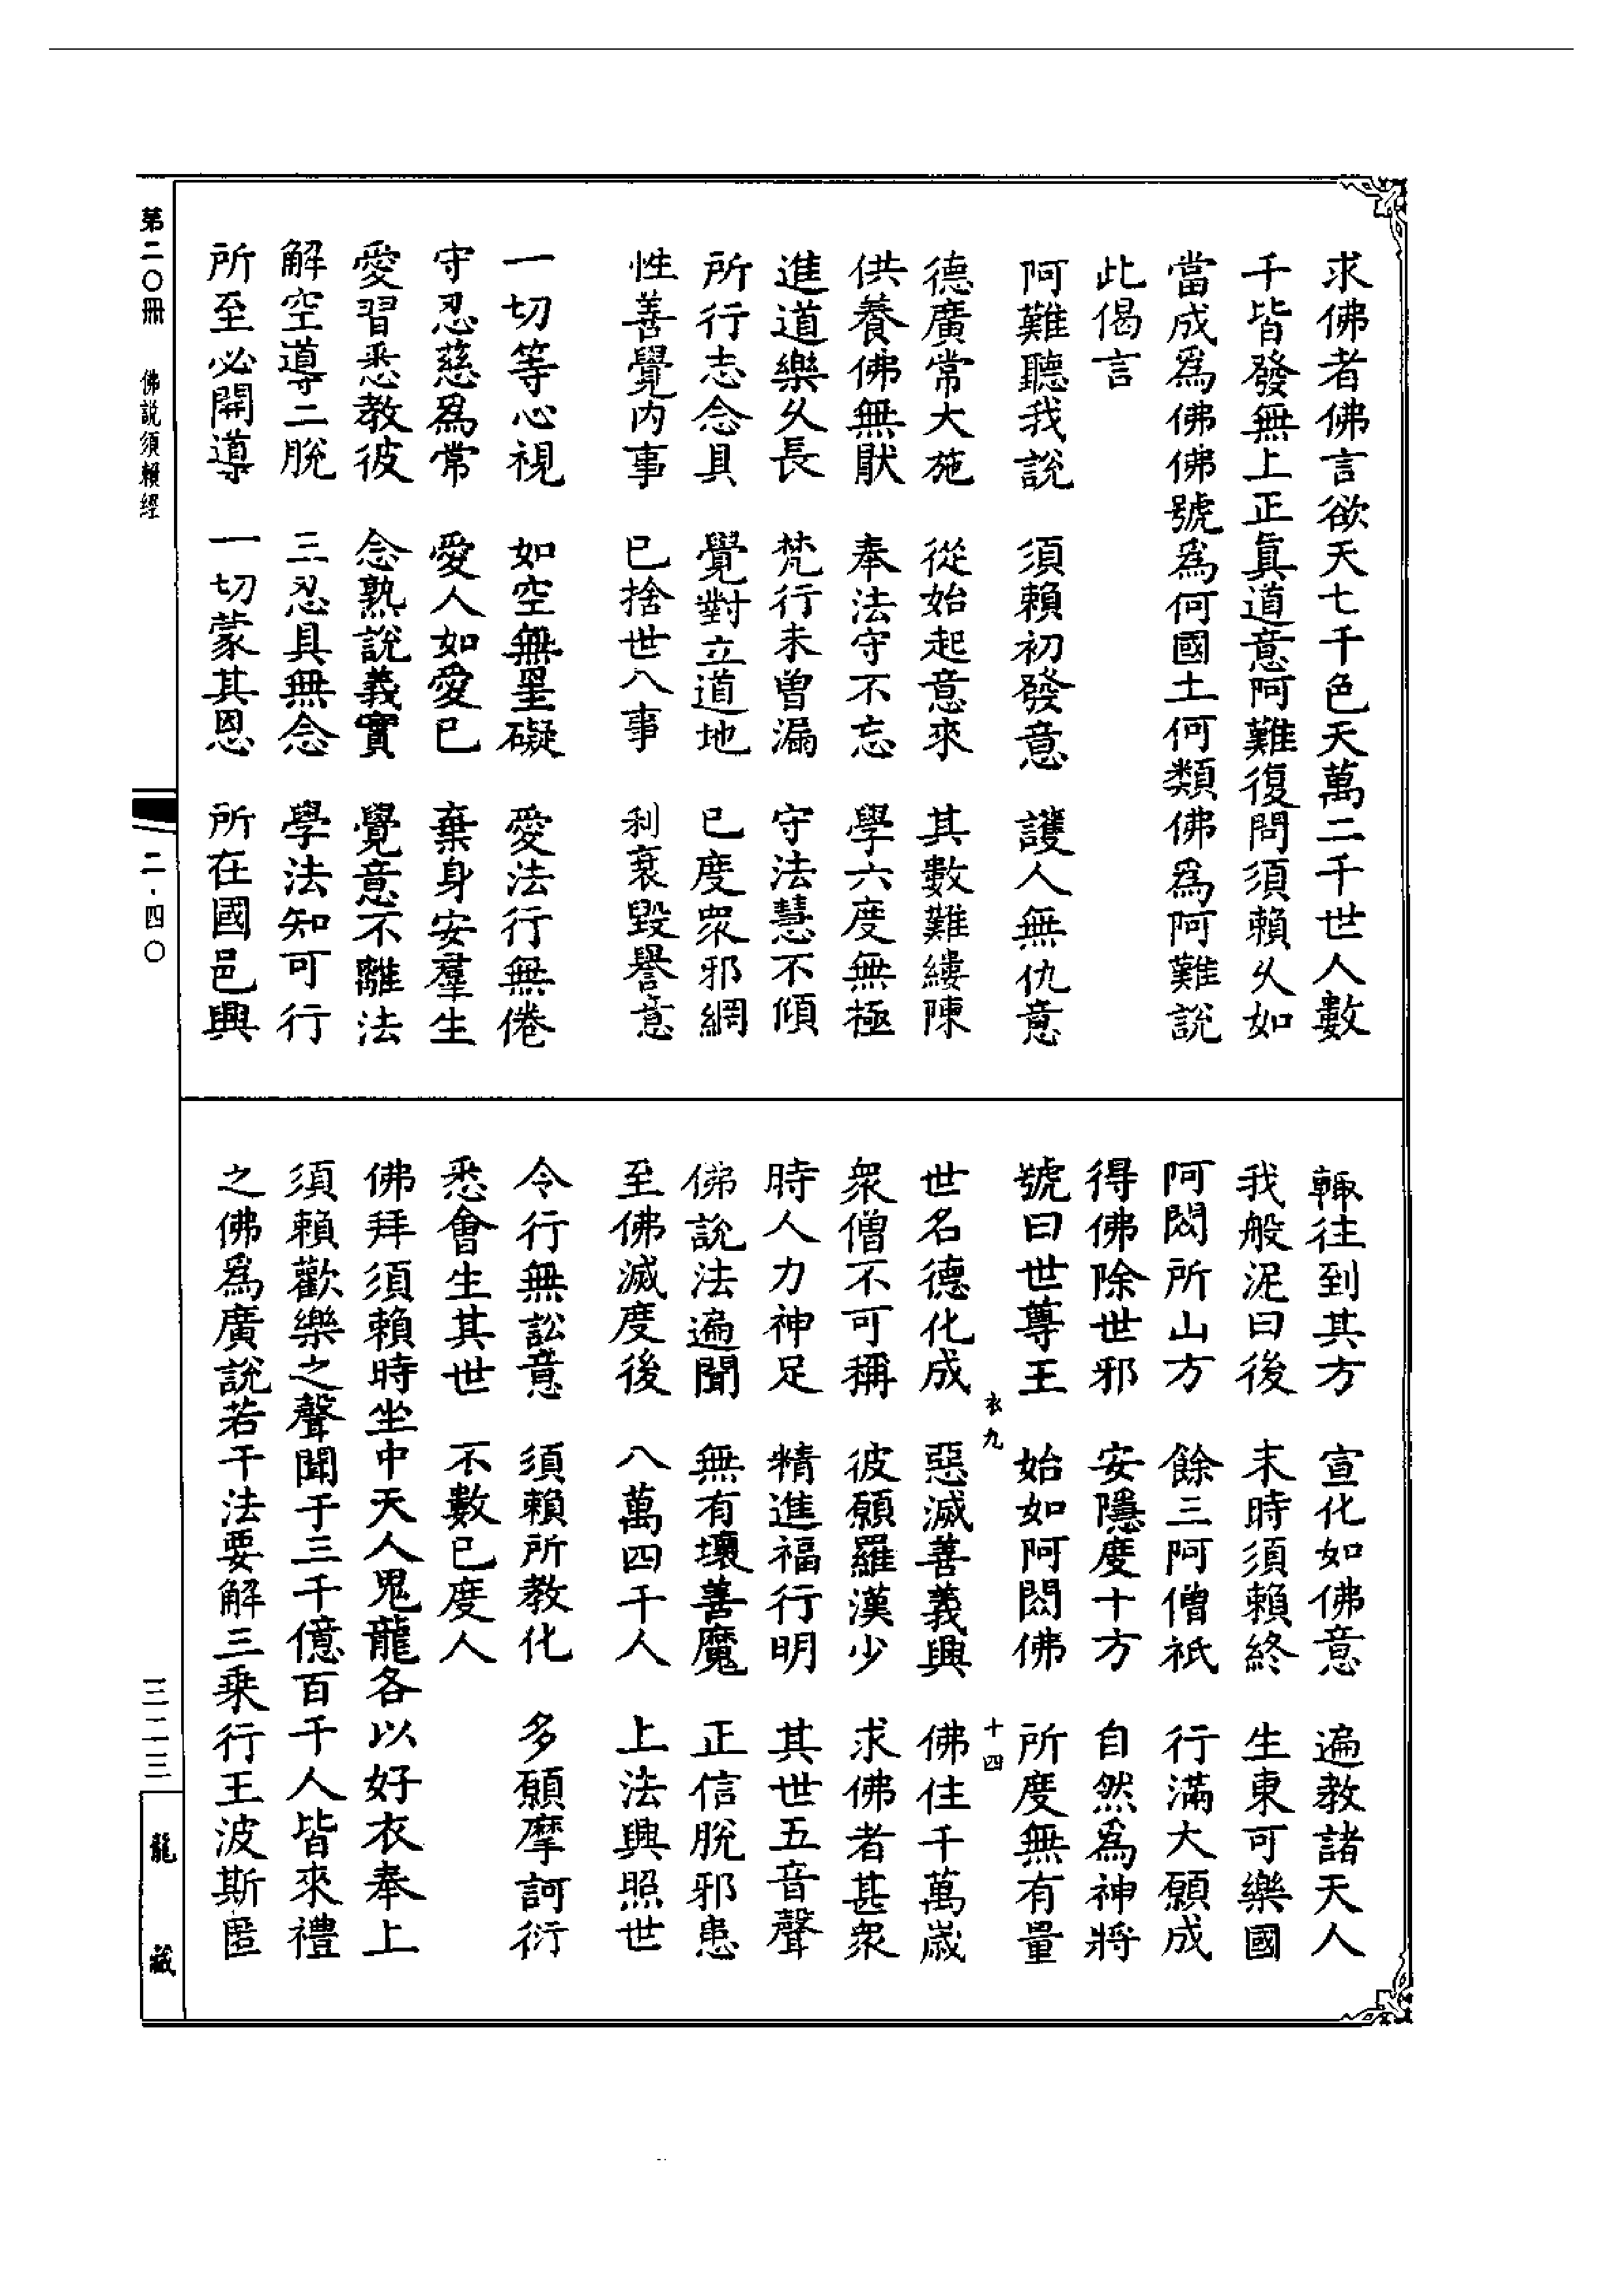 求佛者佛言欲天七千色天萬二千世人數
千皆發無上正眞道意阿難復問須賴久如
當成爲佛佛號爲何國土何類佛爲阿難說
此偈言
阿難聽我說　須賴初發意　護人無仇意
德廣常大施　從始起意來　其數難縷陳
供養佛無猒　奉法守不忘　學六度無極
進道樂久長　梵行未曾漏　守法慧不傾
所行志念具　覺對立道地　已度衆邪網
性善覺內事　已捨世八事　利衰毀譽意
一切等心視　如空無罣礙　愛法行無倦
守忍慈爲常　愛人如愛已　棄身安羣生
愛習悉教彼　念熟說義實　覺意不離法
解空導二脫　三忍具無念　學法知可行
所至必開導　一切蒙其恩　所在國邑興
輙往到其方　宣化如佛意　遍教諸天人
我般泥曰後　末時須賴終　生東可樂國
阿閦所山方　餘三阿僧祇　行滿大願成
得佛除世邪　安隱度十方　自然爲神將
號曰世尊王　始如阿閦佛　所度無有量
衣九　十四
世名德化成　惡滅善義興　佛住千萬歲
衆僧不可稱　彼願羅漢少　求佛者甚衆
時人力神足　精進福行明　其世五音聲
佛說法遍聞　無有壞善魔　正信脫邪患
至佛滅度後　八萬四千人　上法興照世
令行無訟意　須賴所教化　多願摩訶衍
悉會生其世　不數已度人
佛拜須賴時坐中天人鬼龍各以好衣奉上
須賴歡樂之聲聞于三千億百千人皆來禮
之佛爲廣說若干法要解三乘行王波斯匿
第二〇冊　佛說須賴經
二·四〇
三二三
龍藏